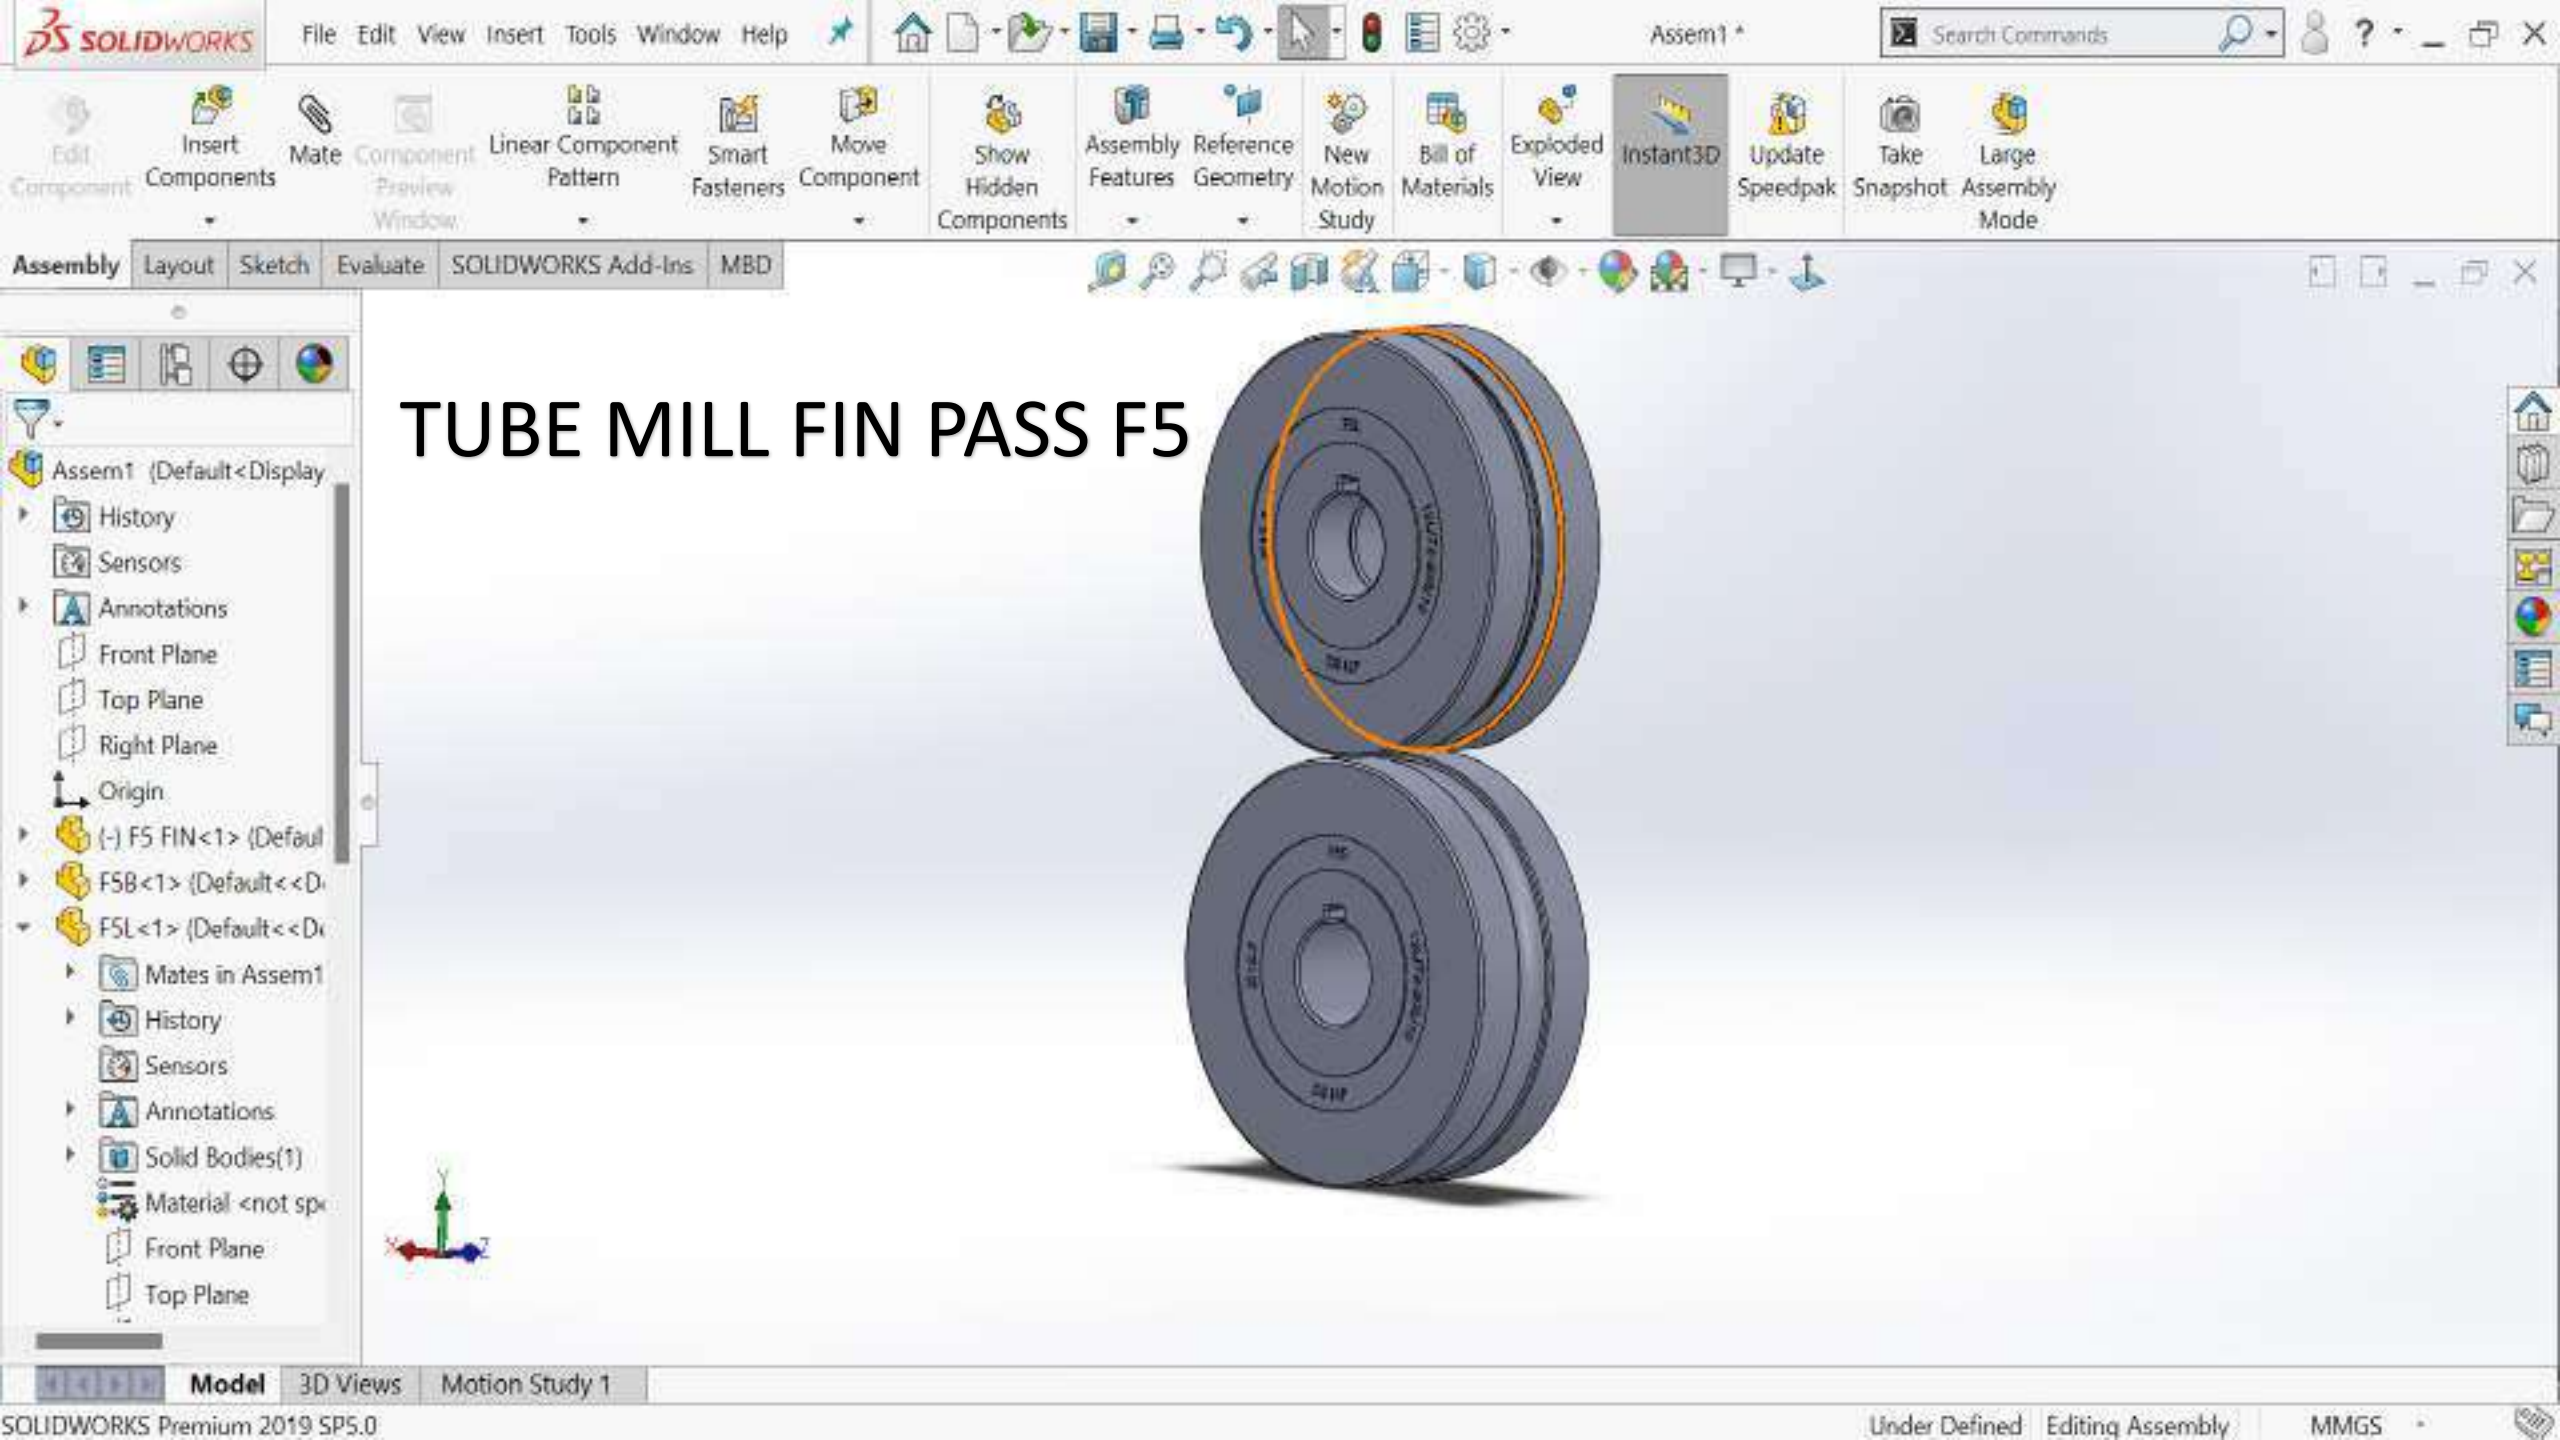 SOLIDWORKS File Edit View Insert Tools Window Help Assem1 * Search Commands ?
Edit Component
Insert Components
Mate
Component Preview Window
Linear Component Pattern
Smart Fasteners
Move Component
Show Hidden Components
Assembly Features
Reference Geometry
New Motion Study
Bill of Materials
Exploded View
Instant3D
Update Speedpak
Take Snapshot
Large Assembly Mode
Assembly Layout Sketch Evaluate SOLIDWORKS Add-Ins MBD
TUBE MILL FIN PASS F5
Assem1 (Default<Display
History
Sensors
Annotations
Front Plane
Top Plane
Right Plane
Origin
(-) F5 FIN<1> (Defaul
F5B<1> (Default<<D
F5L<1> (Default<<De
Mates in Assem1
History
Sensors
Annotations
Solid Bodies(1)
Material <not spe
Front Plane
Top Plane
Y
X Z
Model 3D Views Motion Study 1
SOLIDWORKS Premium 2019 SP5.0 Under Defined Editing Assembly MMGS